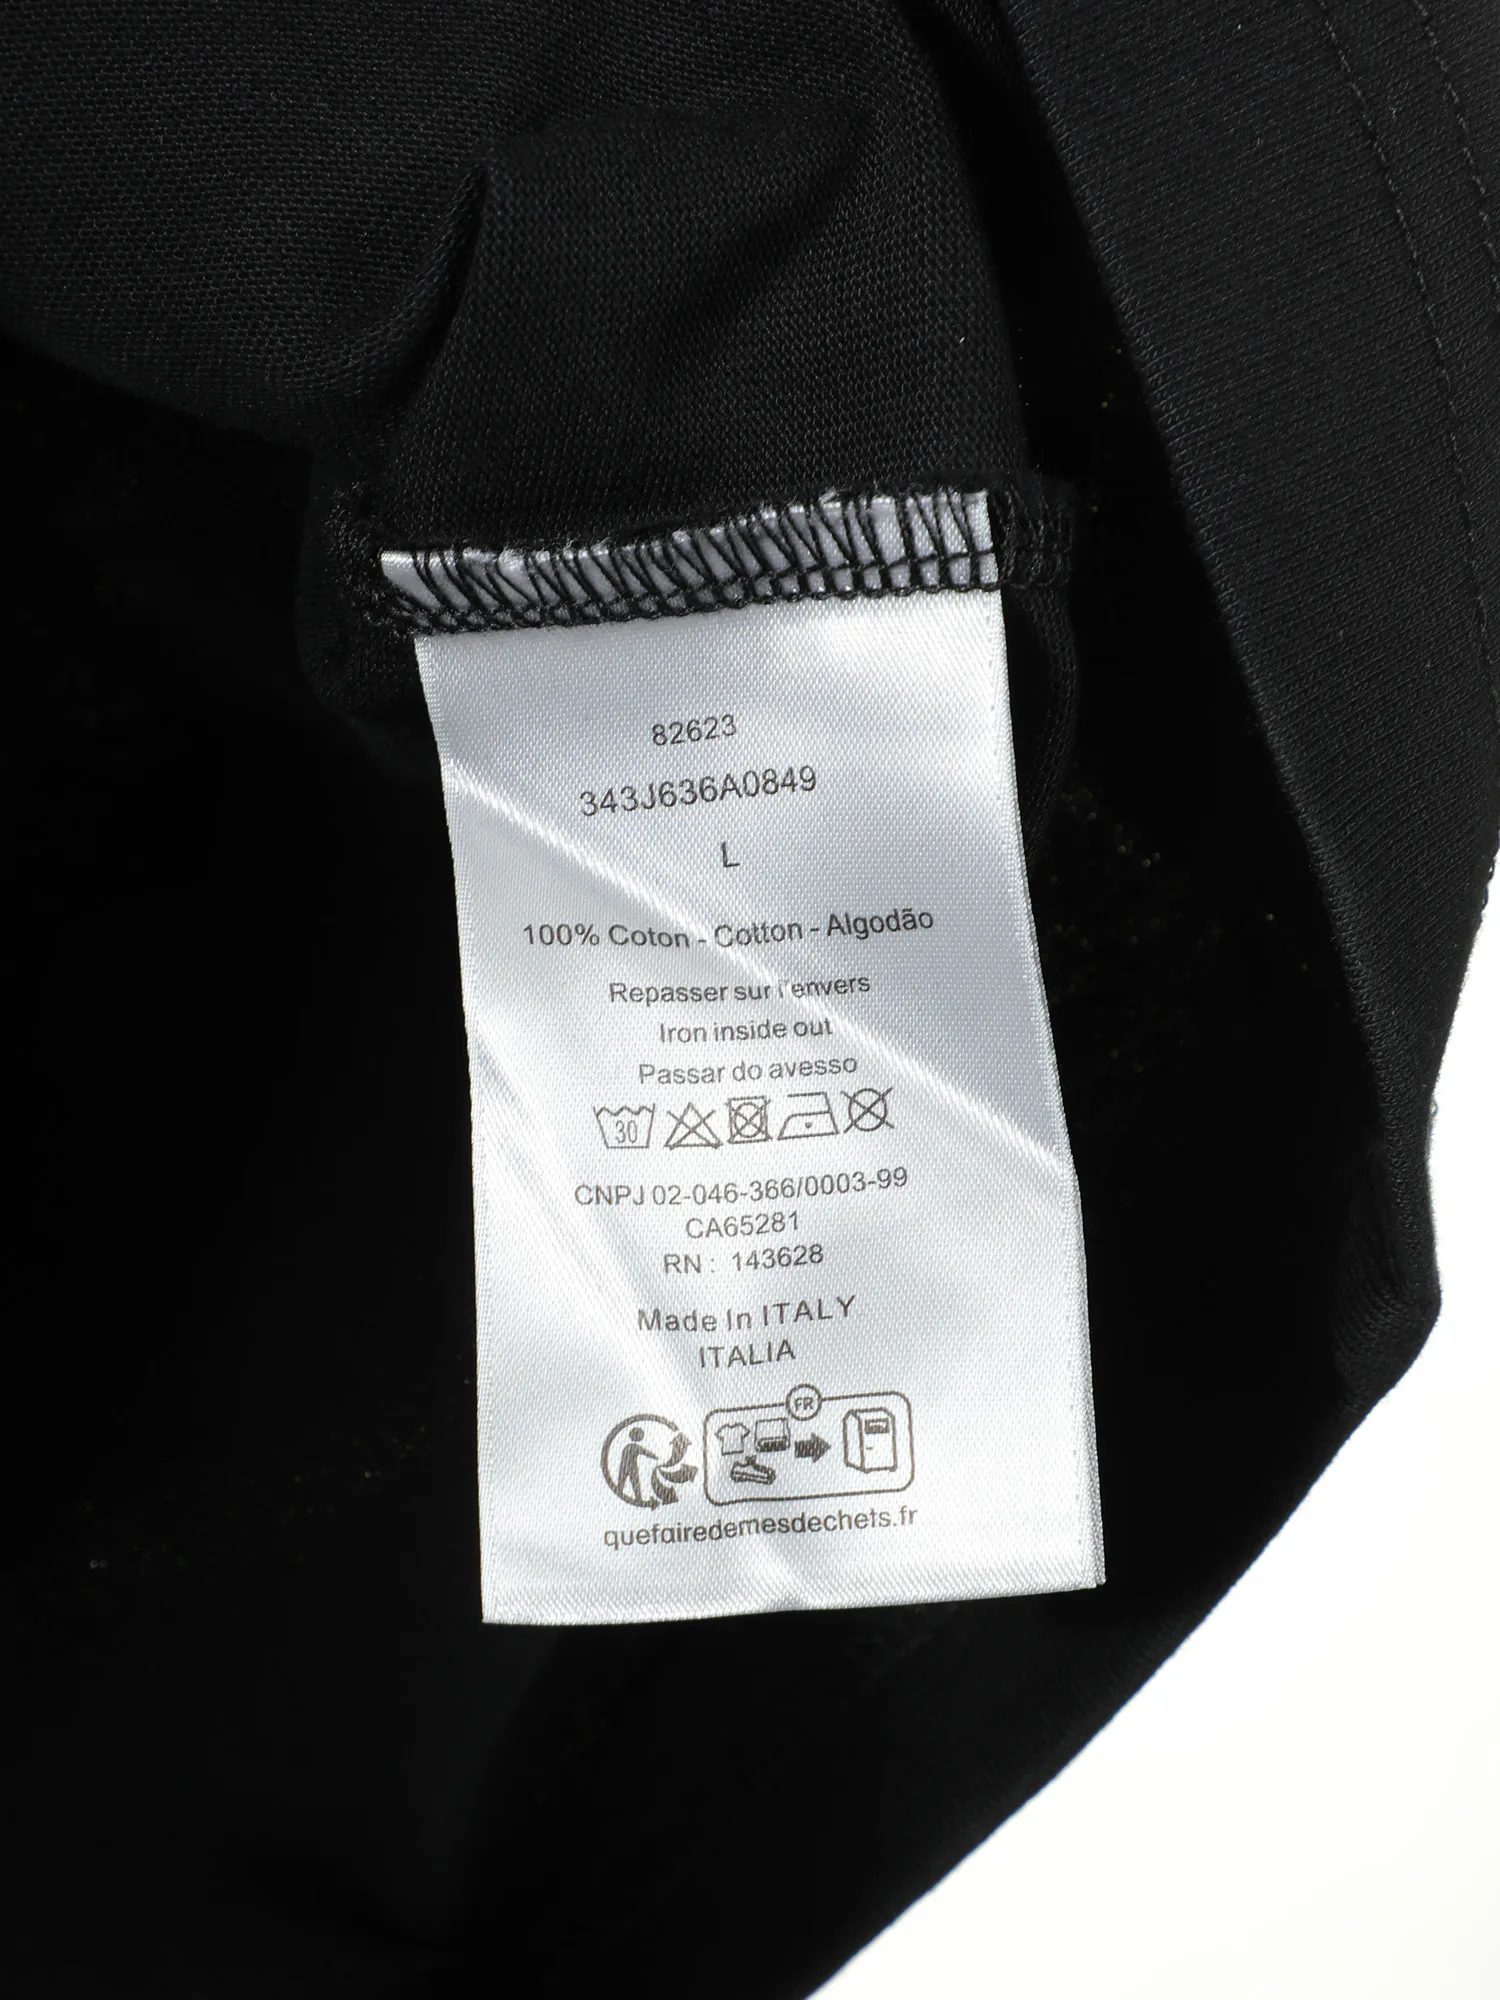 82623
343J636A0849
L
100% Coton - Cotton - Algodão
Repasser sur l'envers
Iron inside out
Passar do avesso
30
CNPJ 02-046-366/0003-99
CA65281
RN : 143628
Made In ITALY
ITALIA
FR
quefairedemesdechets.fr